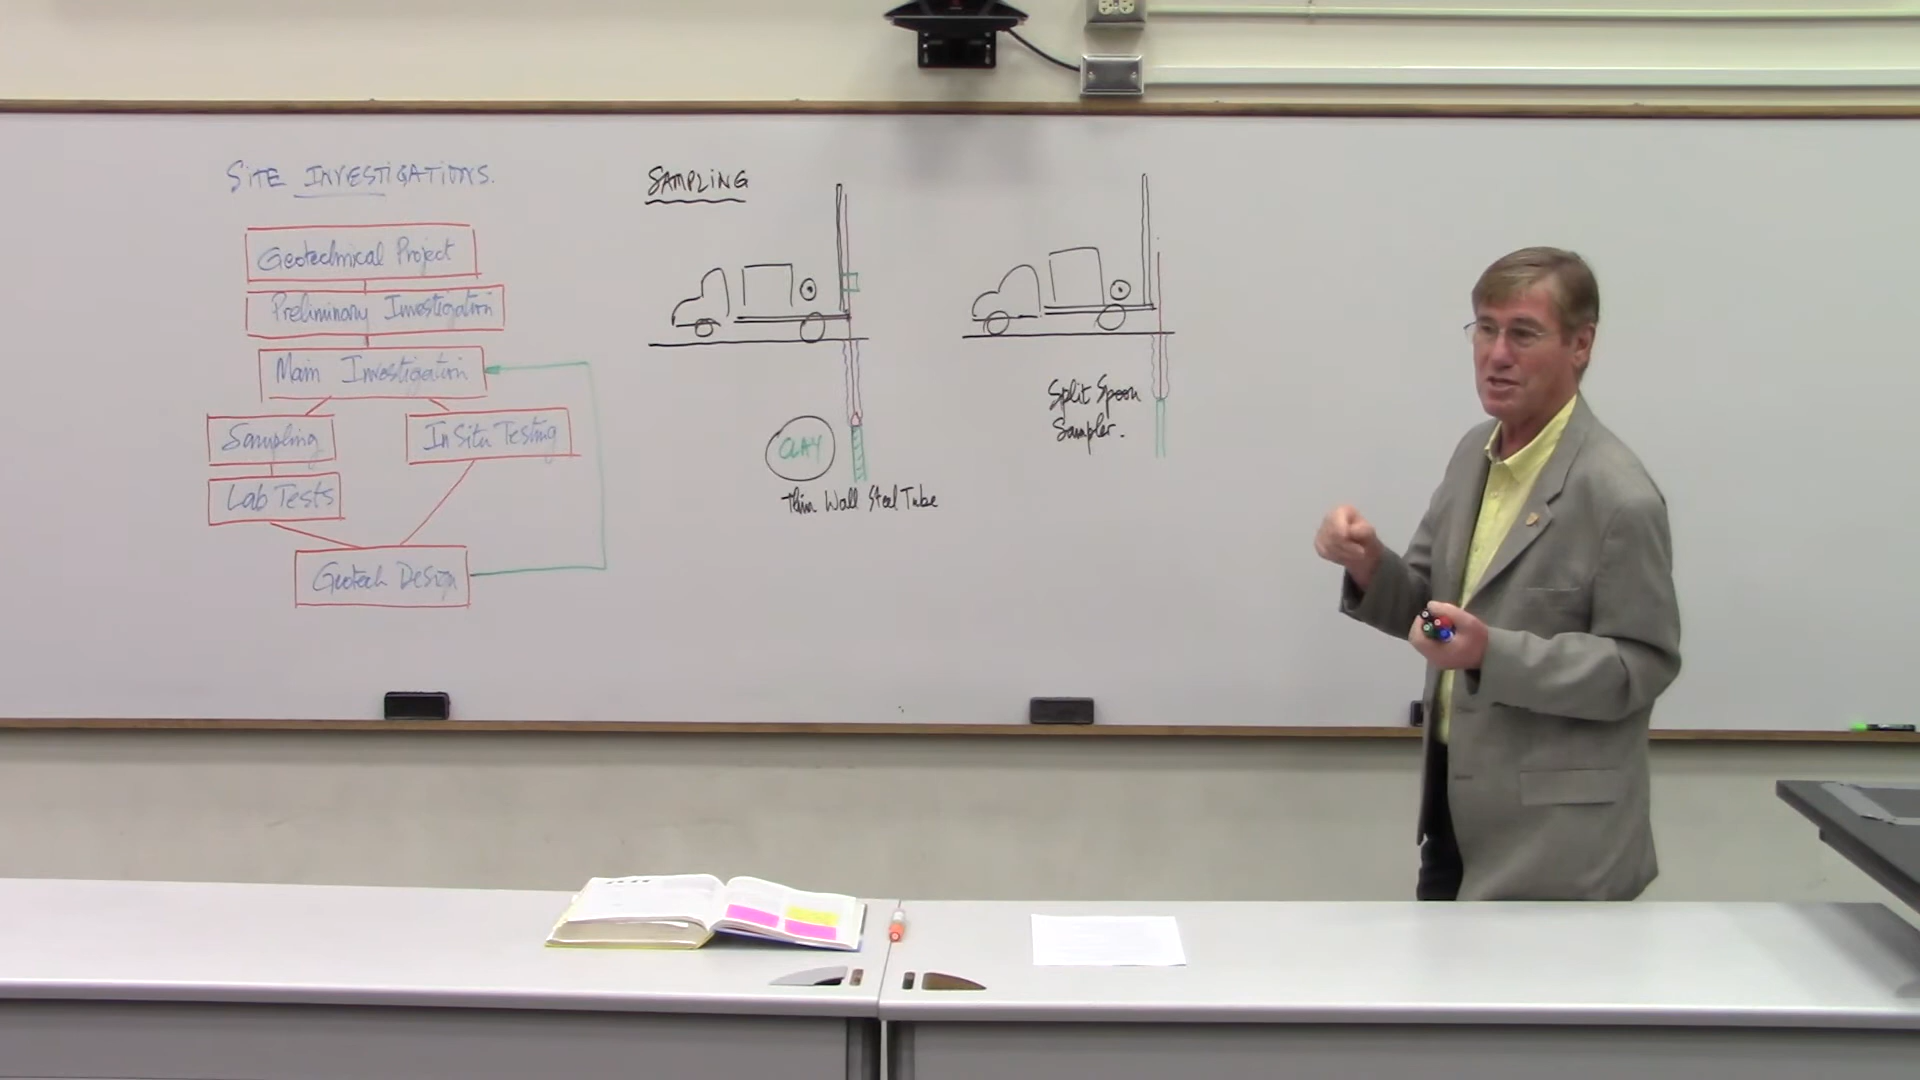 SITE INVESTIGATIONS.
Geotechnical Project
Preliminary Investigation
Main Investigation
Sampling
In Situ Testing
Lab Tests
Geotech Design
SAMPLING
CLAY
Thin Wall Steel Tube
Split Spoon
Sampler.